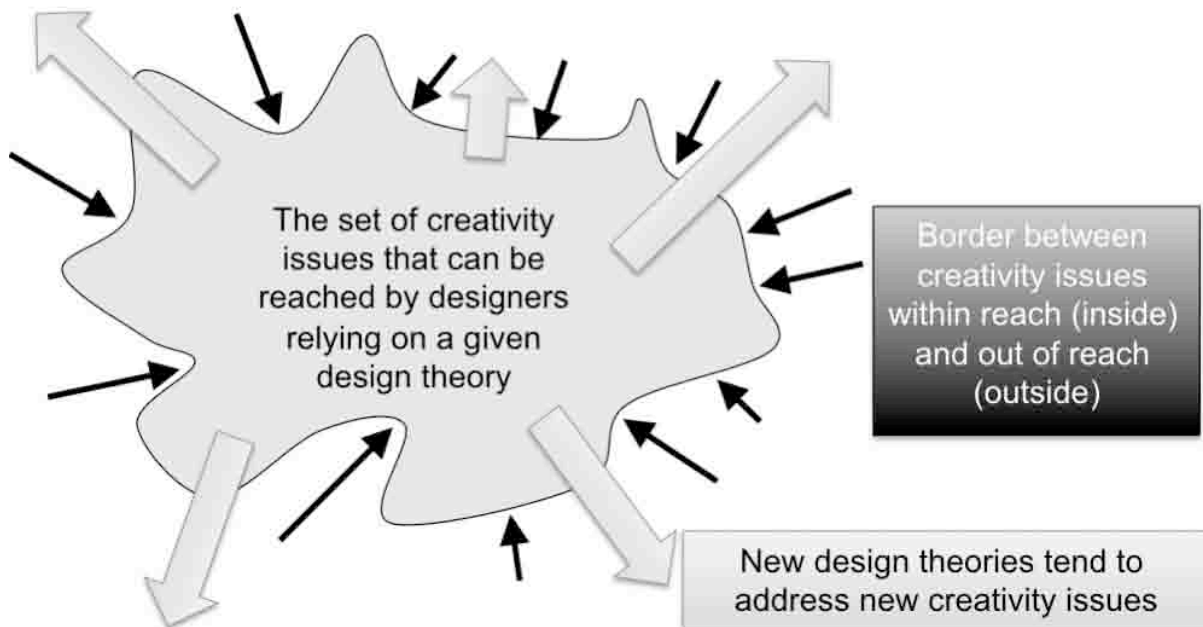 The set of creativity
issues that can be
reached by designers
relying on a given
design theory
Border between
creativity issues
within reach (inside)
and out of reach
(outside)
New design theories tend to
address new creativity issues